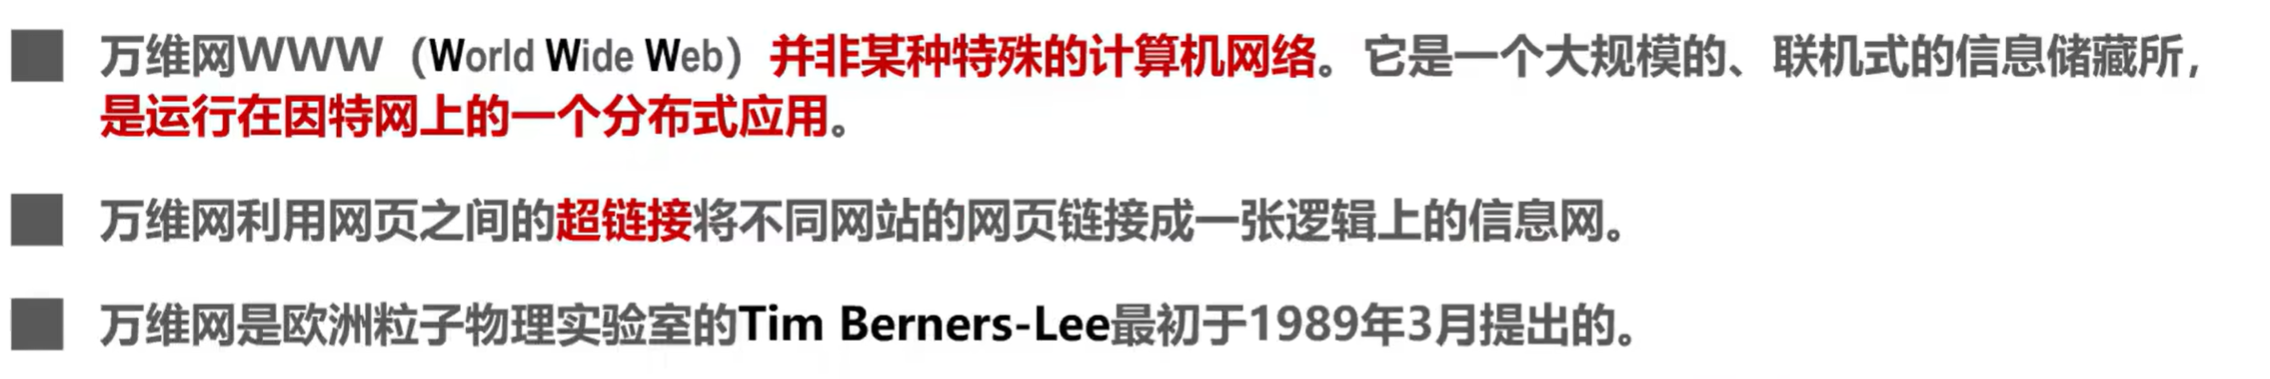 万维网WWW（World Wide Web）并非某种特殊的计算机网络。它是一个大规模的、联机式的信息储藏所，
是运行在因特网上的一个分布式应用。
万维网利用网页之间的超链接将不同网站的网页链接成一张逻辑上的信息网。
万维网是欧洲粒子物理实验室的Tim Berners-Lee最初于1989年3月提出的。